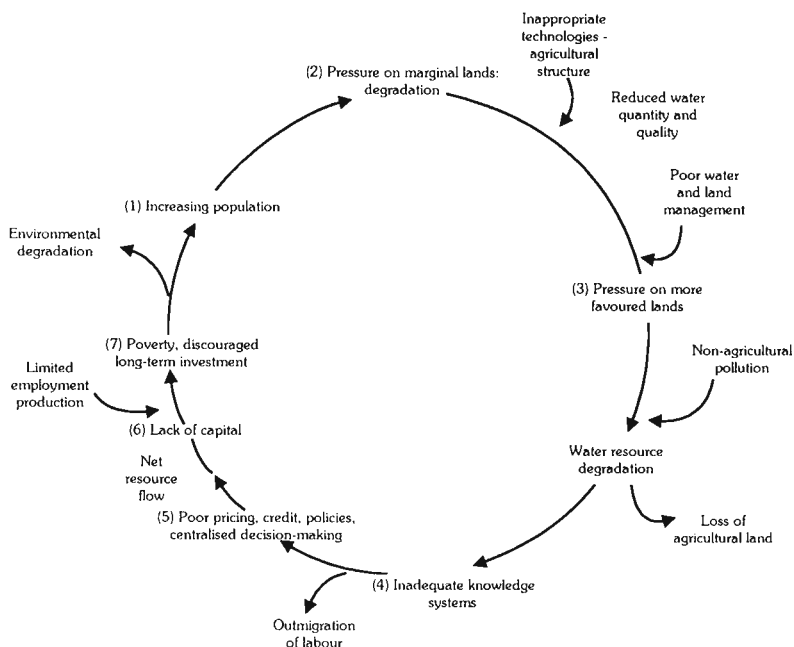 Inappropriate
technologies -
agricultural
structure
(2) Pressure on marginal lands:
degradation
Reduced water
quantity and
quality
Poor water
and land
management
(1) Increasing population
Environmental
degradation
(3) Pressure on more
favoured lands
(7) Poverty, discouraged
long-term investment
Non-agricultural
pollution
Limited
employment
production
(6) Lack of capital
Water resource
degradation
Net
resource
flow
(5) Poor pricing, credit, policies,
centralised decision-making
Loss of
agricultural land
(4) Inadequate knowledge
systems
Outmigration
of labour